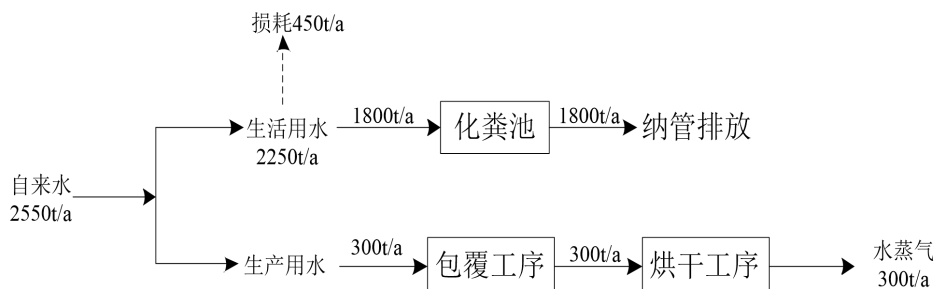 损耗450t/a
生活用水
2250t/a
1800t/a
化粪池
1800t/a
纳管排放
自来水
2550t/a
生产用水
300t/a
包覆工序
300t/a
烘干工序
水蒸气
300t/a